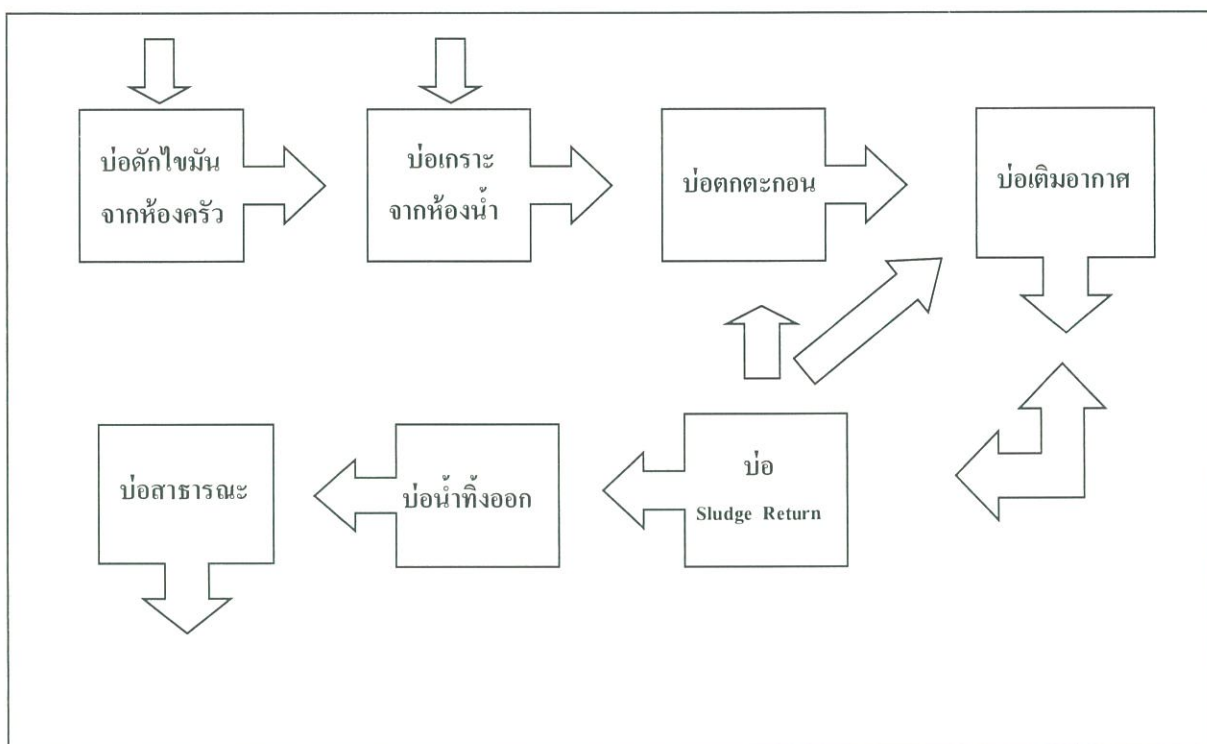 บ่อดักไขมัน
จากห้องครัว
บ่อเกราะ
จากห้องน้ำ
บ่อตกตะกอน
บ่อเติมอากาศ
บ่อสาธารณะ
บ่อน้ำทิ้งออก
บ่อ
Sludge Return